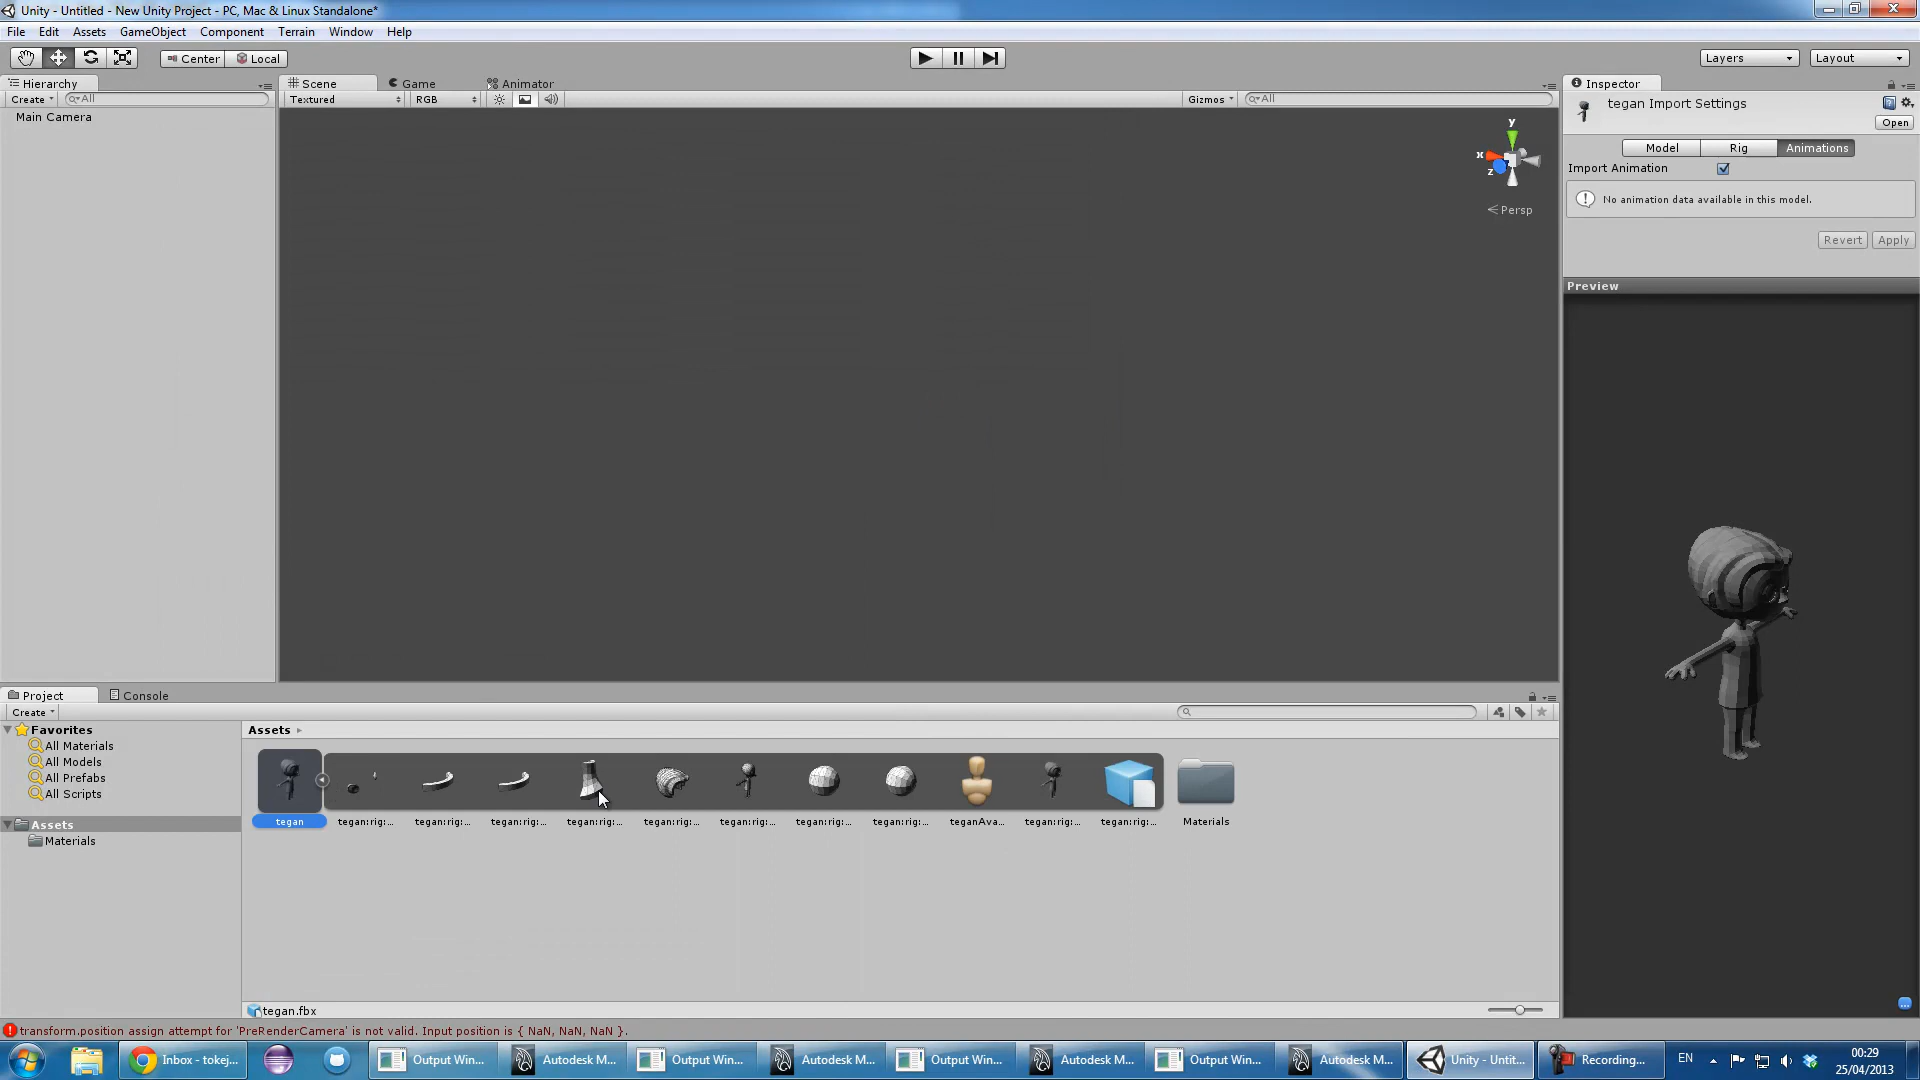 Unity - Untitled - New Unity Project - PC, Mac & Linux Standalone*
File Edit Assets GameObject Component Terrain Window Help
Center Local Layers Layout
Hierarchy Scene Game Animator Inspector
Create All Textured RGB Gizmos All
Main Camera
tegan Import Settings
Open
Model Rig Animations
Import Animation
No animation data available in this model.
Revert Apply
y
x
z
Persp
Preview
Project Console
Create
Favorites
All Materials
All Models
All Prefabs
All Scripts
Assets
Materials
Assets
tegan tegan:rig:... tegan:rig:... tegan:rig:... tegan:rig:... tegan:rig:... tegan:rig:... tegan:rig:... tegan:rig:... teganAva... tegan:rig:... tegan:rig:... Materials
tegan.fbx
transform.position assign attempt for 'PreRenderCamera' is not valid. Input position is { NaN, NaN, NaN }.
Inbox - tokej... Output Win... Autodesk M... Output Win... Autodesk M... Output Win... Autodesk M... Output Win... Autodesk M... Unity - Untit... Recording... EN 00:29
25/04/2013